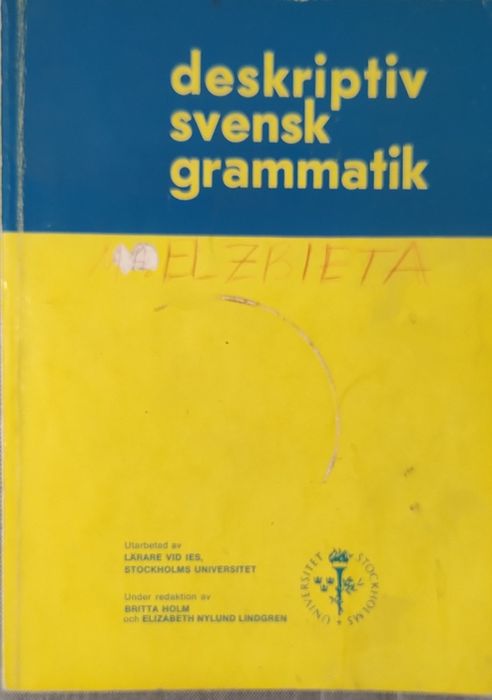 deskriptiv
svensk
grammatik
ELZBIETA
Utarbetad av
LÄRARE VID IES,
STOCKHOLMS UNIVERSITET
Under redaktion av
BRITTA HOLM
och ELIZABETH NYLUND LINDGREN
STOCKHOLMS UNIVERSITET